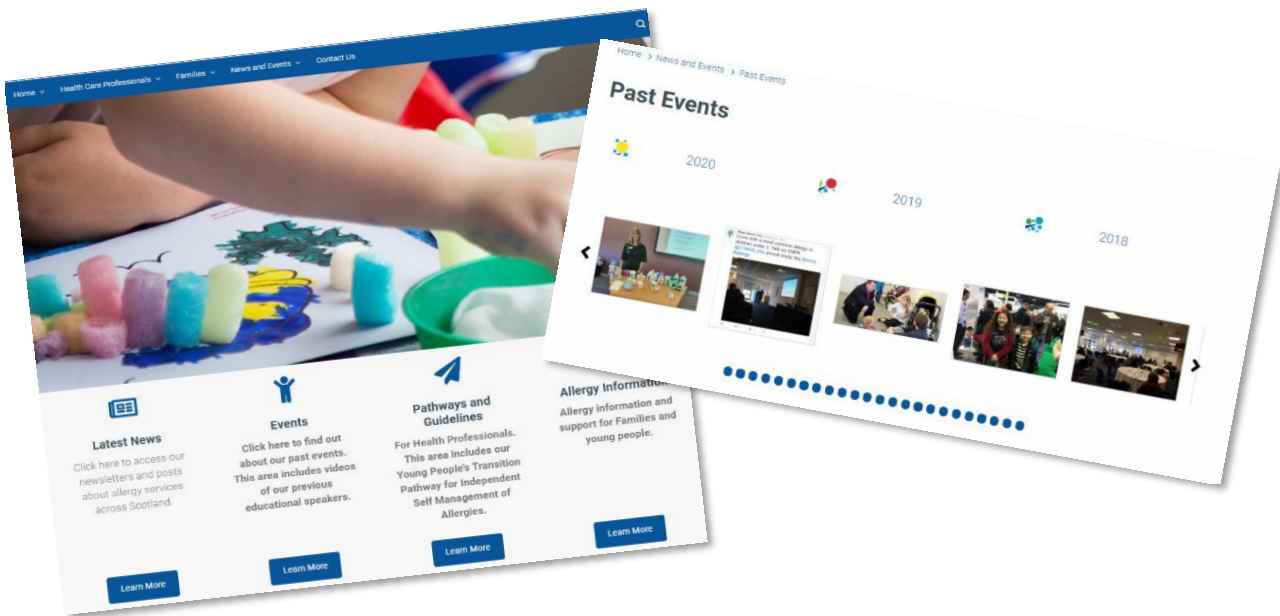 Home
Health Care Professionals
Families
News and Events
Contact Us
Latest News
Click here to access our
newsletters and posts
about allergy services
across Scotland.
Learn More
Events
Click here to find out
about our past events.
This area includes videos
of our previous
educational speakers.
Learn More
Pathways and
Guidelines
For Health Professionals.
This area includes our
Young People's Transition
Pathway for Independent
Self Management of
Allergies.
Learn More
Allergy Information
Allergy information and
support for Families and
young people.
Learn More
Home > News and Events > Past Events
Past Events
2020
2019
2018
children under 3